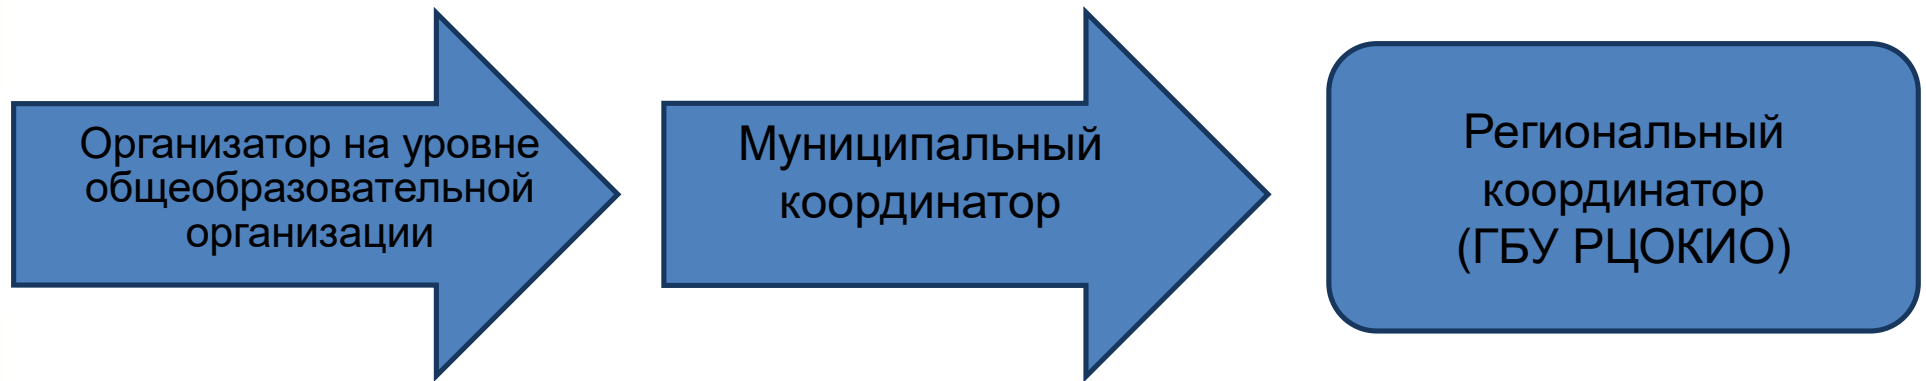 Организатор на уровне
общеобразовательной
организации
Муниципальный
координатор
Региональный
координатор
(ГБУ РЦОКИО)